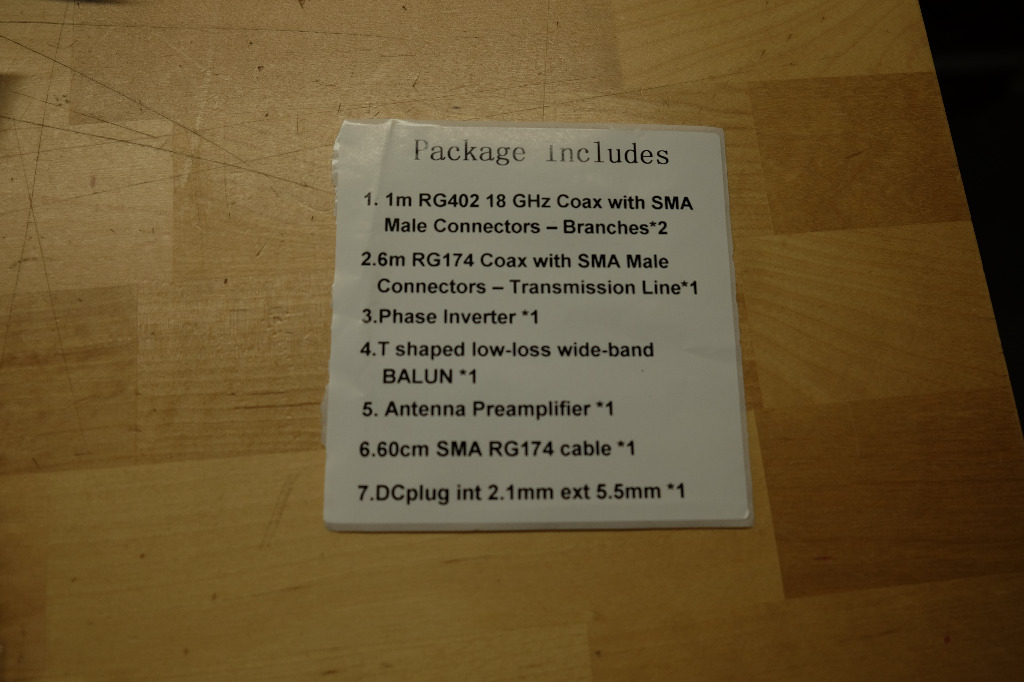 Package Includes
1. 1m RG402 18 GHz Coax with SMA
Male Connectors – Branches*2
2.6m RG174 Coax with SMA Male
Connectors – Transmission Line*1
3.Phase Inverter *1
4.T shaped low-loss wide-band
BALUN *1
5. Antenna Preamplifier *1
6.60cm SMA RG174 cable *1
7.DCplug int 2.1mm ext 5.5mm *1